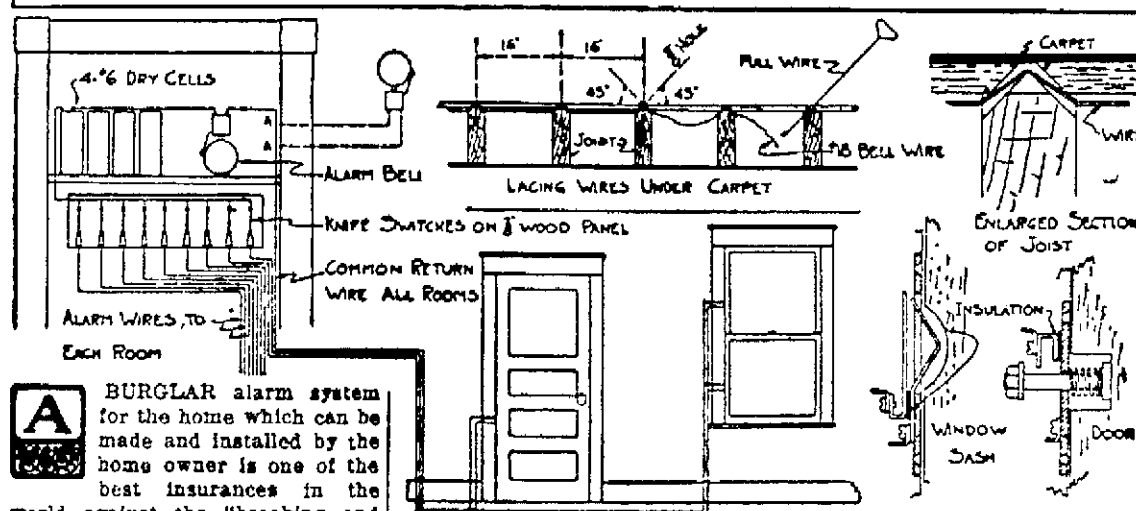 4-#6 DRY CELLS
A
A
ALARM BELL
KNIFE SWITCHES ON WOOD PANEL
COMMON RETURN
WIRE ALL ROOMS
ALARM WIRES, TO
EACH ROOM
16" 16"
HOLE
45° 45°
PULL WIRE
JOISTS
#18 BELL WIRE
LACING WIRES UNDER CARPET
CARPET
WIRE
ENLARGED SECTION
OF JOIST
INSULATION
WINDOW
SASH
DOOR
A BURGLAR alarm system
for the home which can be
made and installed by the
home owner is one of the
best insurances in the
world against the